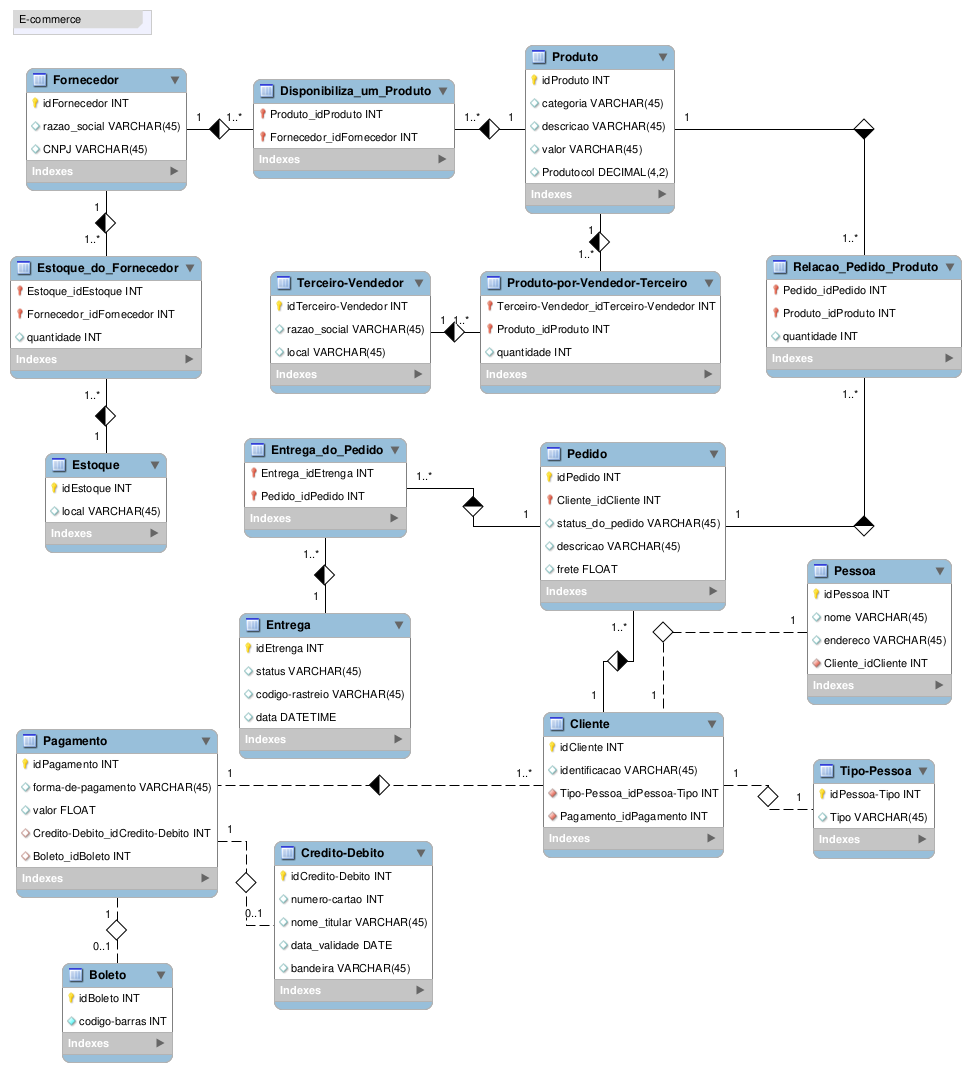 E-commerce
Fornecedor
idFornecedor INT
razao_social VARCHAR(45)
CNPJ VARCHAR(45)
Indexes
1
1..*
Disponibiliza_um_Produto
Produto_idProduto INT
Fornecedor_idFornecedor INT
Indexes
1..*
1
Produto
idProduto INT
categoria VARCHAR(45)
descricao VARCHAR(45)
valor VARCHAR(45)
Produtocol DECIMAL(4,2)
Indexes
1
1..*
1
1..*
1
1..*
Estoque_do_Fornecedor
Estoque_idEstoque INT
Fornecedor_idFornecedor INT
quantidade INT
Indexes
Terceiro-Vendedor
idTerceiro-Vendedor INT
razao_social VARCHAR(45)
local VARCHAR(45)
Indexes
1
1..*
Produto-por-Vendedor-Terceiro
Terceiro-Vendedor_idTerceiro-Vendedor INT
Produto_idProduto INT
quantidade INT
Indexes
Relacao_Pedido_Produto
Pedido_idPedido INT
Produto_idProduto INT
quantidade INT
Indexes
1..*
1
1..*
1
Estoque
idEstoque INT
local VARCHAR(45)
Indexes
Entrega_do_Pedido
Entrega_idEtrenga INT
Pedido_idPedido INT
Indexes
1..*
1
Pedido
idPedido INT
Cliente_idCliente INT
status_do_pedido VARCHAR(45)
descricao VARCHAR(45)
frete FLOAT
Indexes
1..*
1
Entrega
idEtrenga INT
status VARCHAR(45)
codigo-rastreio VARCHAR(45)
data DATETIME
Indexes
1..*
1
1
1
Pessoa
idPessoa INT
nome VARCHAR(45)
endereco VARCHAR(45)
Cliente_idCliente INT
Indexes
Pagamento
idPagamento INT
forma-de-pagamento VARCHAR(45)
valor FLOAT
Credito-Debito_idCredito-Debito INT
Boleto_idBoleto INT
Indexes
1
1..*
Cliente
idCliente INT
identificacao VARCHAR(45)
Tipo-Pessoa_idPessoa-Tipo INT
Pagamento_idPagamento INT
Indexes
1
1
Tipo-Pessoa
idPessoa-Tipo INT
Tipo VARCHAR(45)
Indexes
1
0..1
Credito-Debito
idCredito-Debito INT
numero-cartao INT
nome_titular VARCHAR(45)
data_validade DATE
bandeira VARCHAR(45)
Indexes
1
0..1
Boleto
idBoleto INT
codigo-barras INT
Indexes